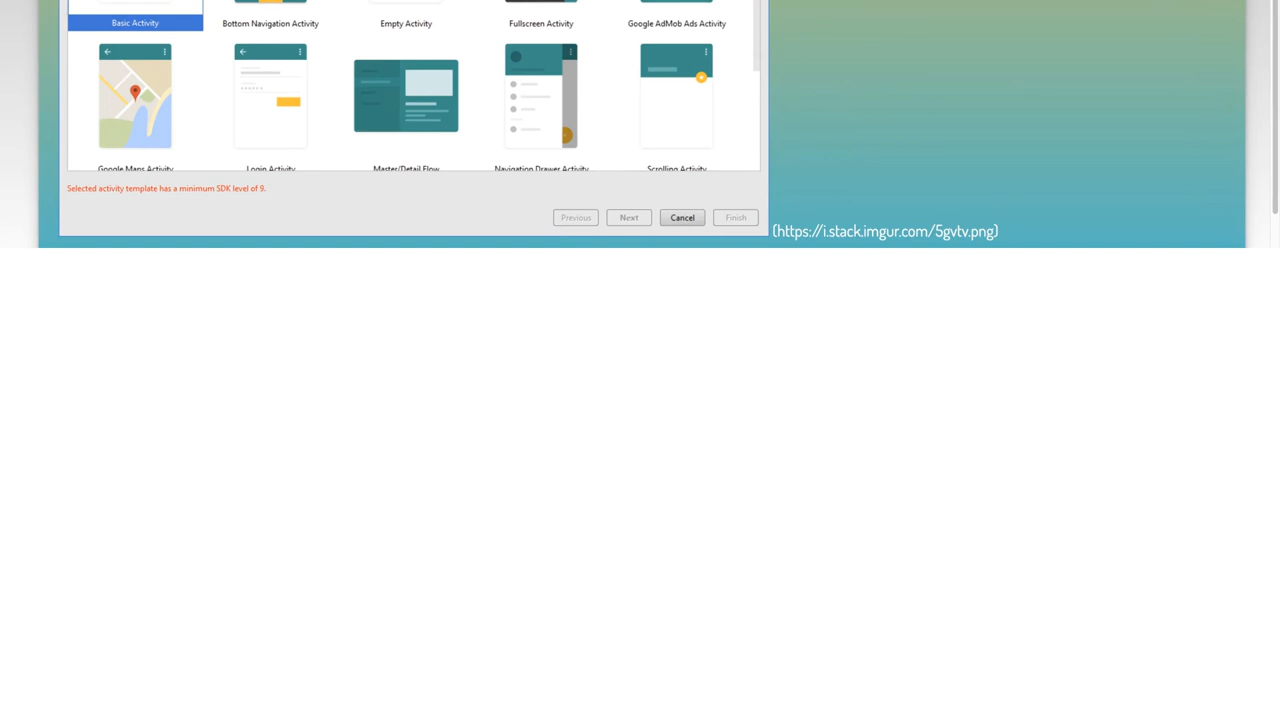 Basic Activity
Bottom Navigation Activity
Empty Activity
Fullscreen Activity
Google AdMob Ads Activity
Google Maps Activity
Login Activity
Master/Detail Flow
Navigation Drawer Activity
Scrolling Activity
Selected activity template has a minimum SDK level of 9.
Previous
Next
Cancel
Finish
(https://i.stack.imgur.com/5gvtv.png)